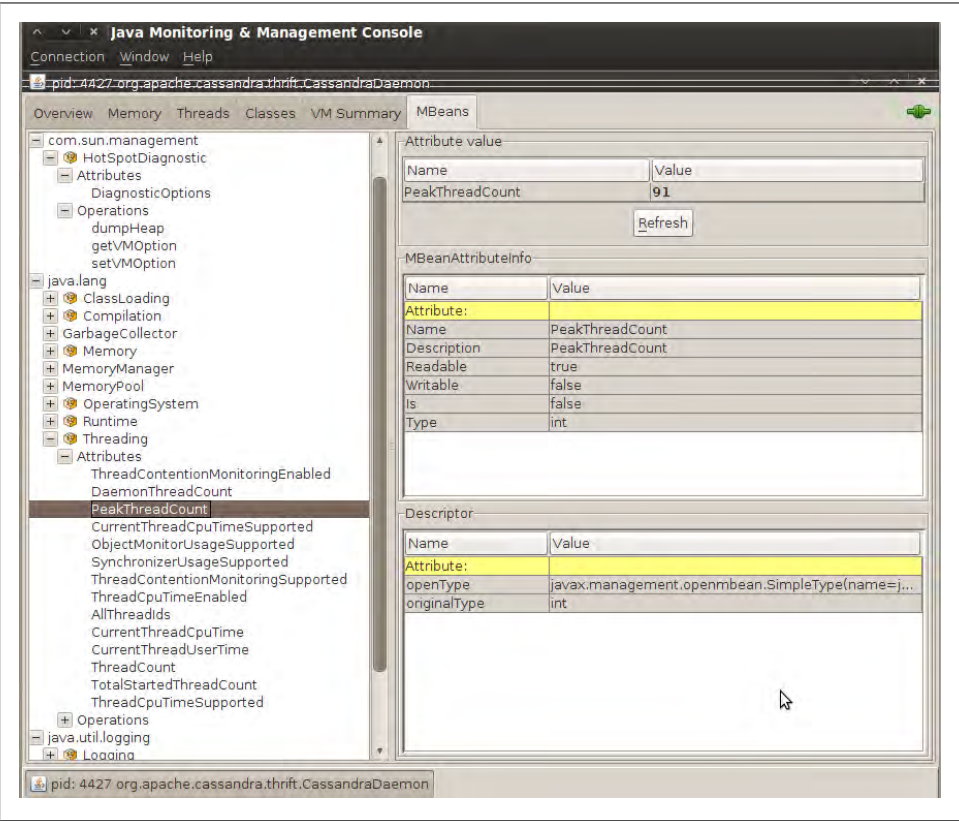 Java Monitoring & Management Console
Connection Window Help
pid: 4427 org.apache.cassandra.thrift.CassandraDaemon
Overview Memory Threads Classes VM Summary MBeans
com.sun.management
HotSpotDiagnostic
Attributes
DiagnosticOptions
Operations
dumpHeap
getVMOption
setVMOption
java.lang
ClassLoading
Compilation
GarbageCollector
Memory
MemoryManager
MemoryPool
OperatingSystem
Runtime
Threading
Attributes
ThreadContentionMonitoringEnabled
DaemonThreadCount
PeakThreadCount
CurrentThreadCpuTimeSupported
ObjectMonitorUsageSupported
SynchronizerUsageSupported
ThreadContentionMonitoringSupported
ThreadCpuTimeEnabled
AllThreadIds
CurrentThreadCpuTime
CurrentThreadUserTime
ThreadCount
TotalStartedThreadCount
ThreadCpuTimeSupported
Operations
java.util.logging
Logging
Attribute value
Name Value
PeakThreadCount 91
Refresh
MBeanAttributeInfo
Name Value
Attribute:
Name PeakThreadCount
Description PeakThreadCount
Readable true
Writable false
Is false
Type int
Descriptor
Name Value
Attribute:
openType javax.management.openmbean.SimpleType(name=j...
originalType int
pid: 4427 org.apache.cassandra.thrift.CassandraDaemon